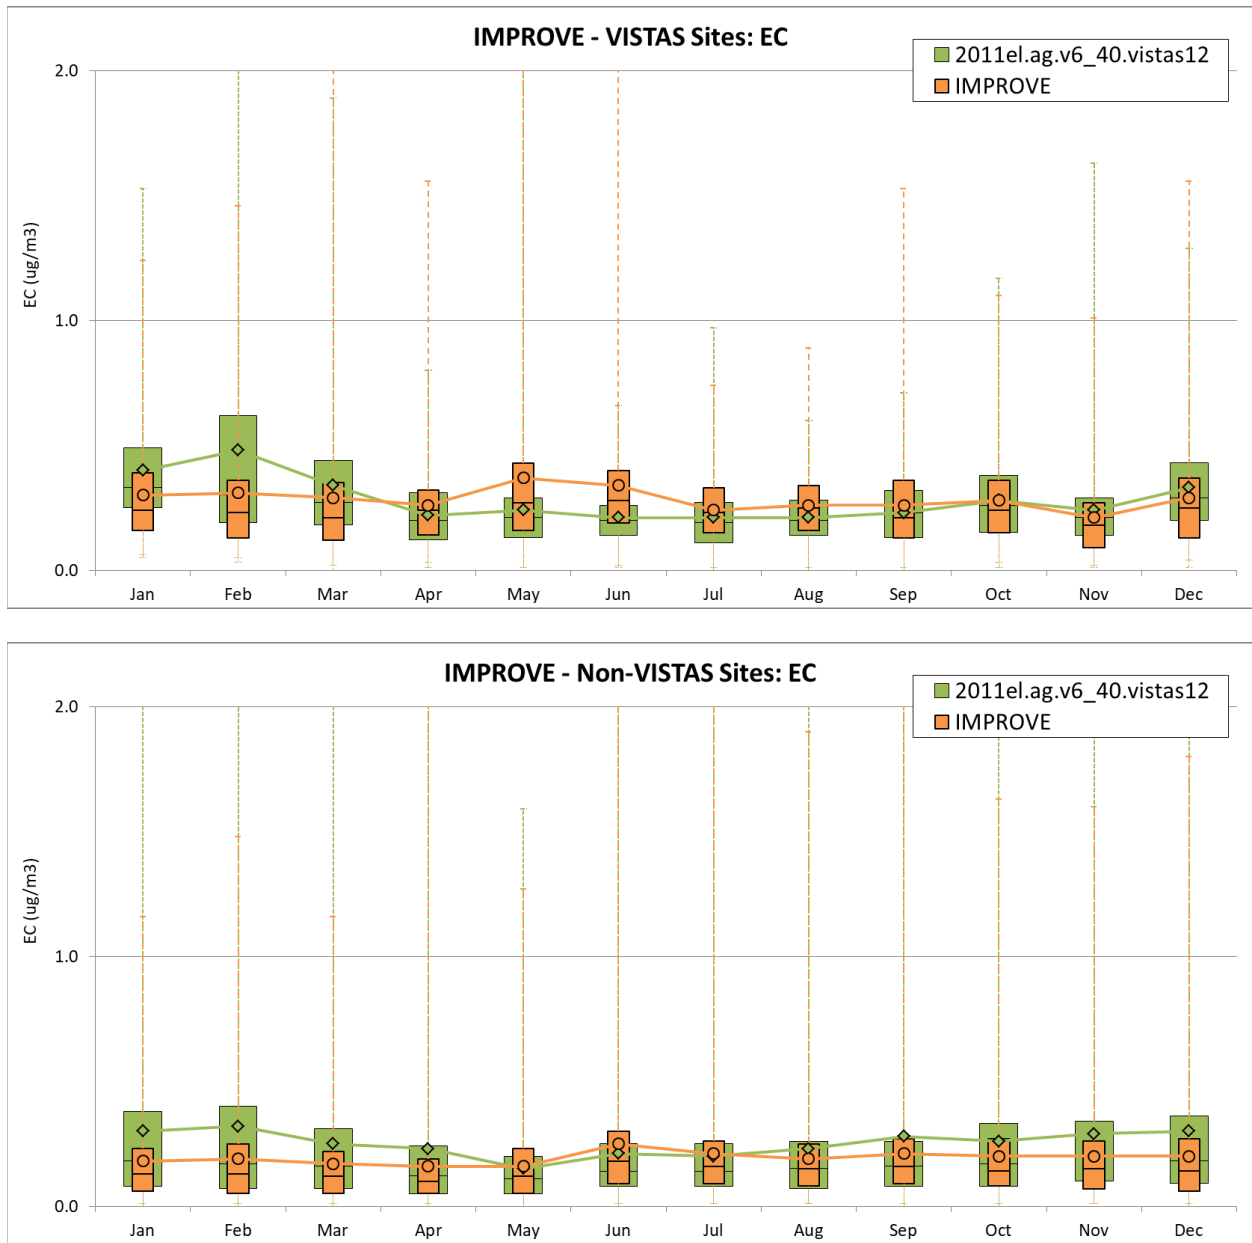 IMPROVE - VISTAS Sites: EC
2011el.ag.v6_40.vistas12
IMPROVE
EC (ug/m3)
2.0
1.0
0.0
Jan Feb Mar Apr May Jun Jul Aug Sep Oct Nov Dec
IMPROVE - Non-VISTAS Sites: EC
2011el.ag.v6_40.vistas12
IMPROVE
EC (ug/m3)
2.0
1.0
0.0
Jan Feb Mar Apr May Jun Jul Aug Sep Oct Nov Dec